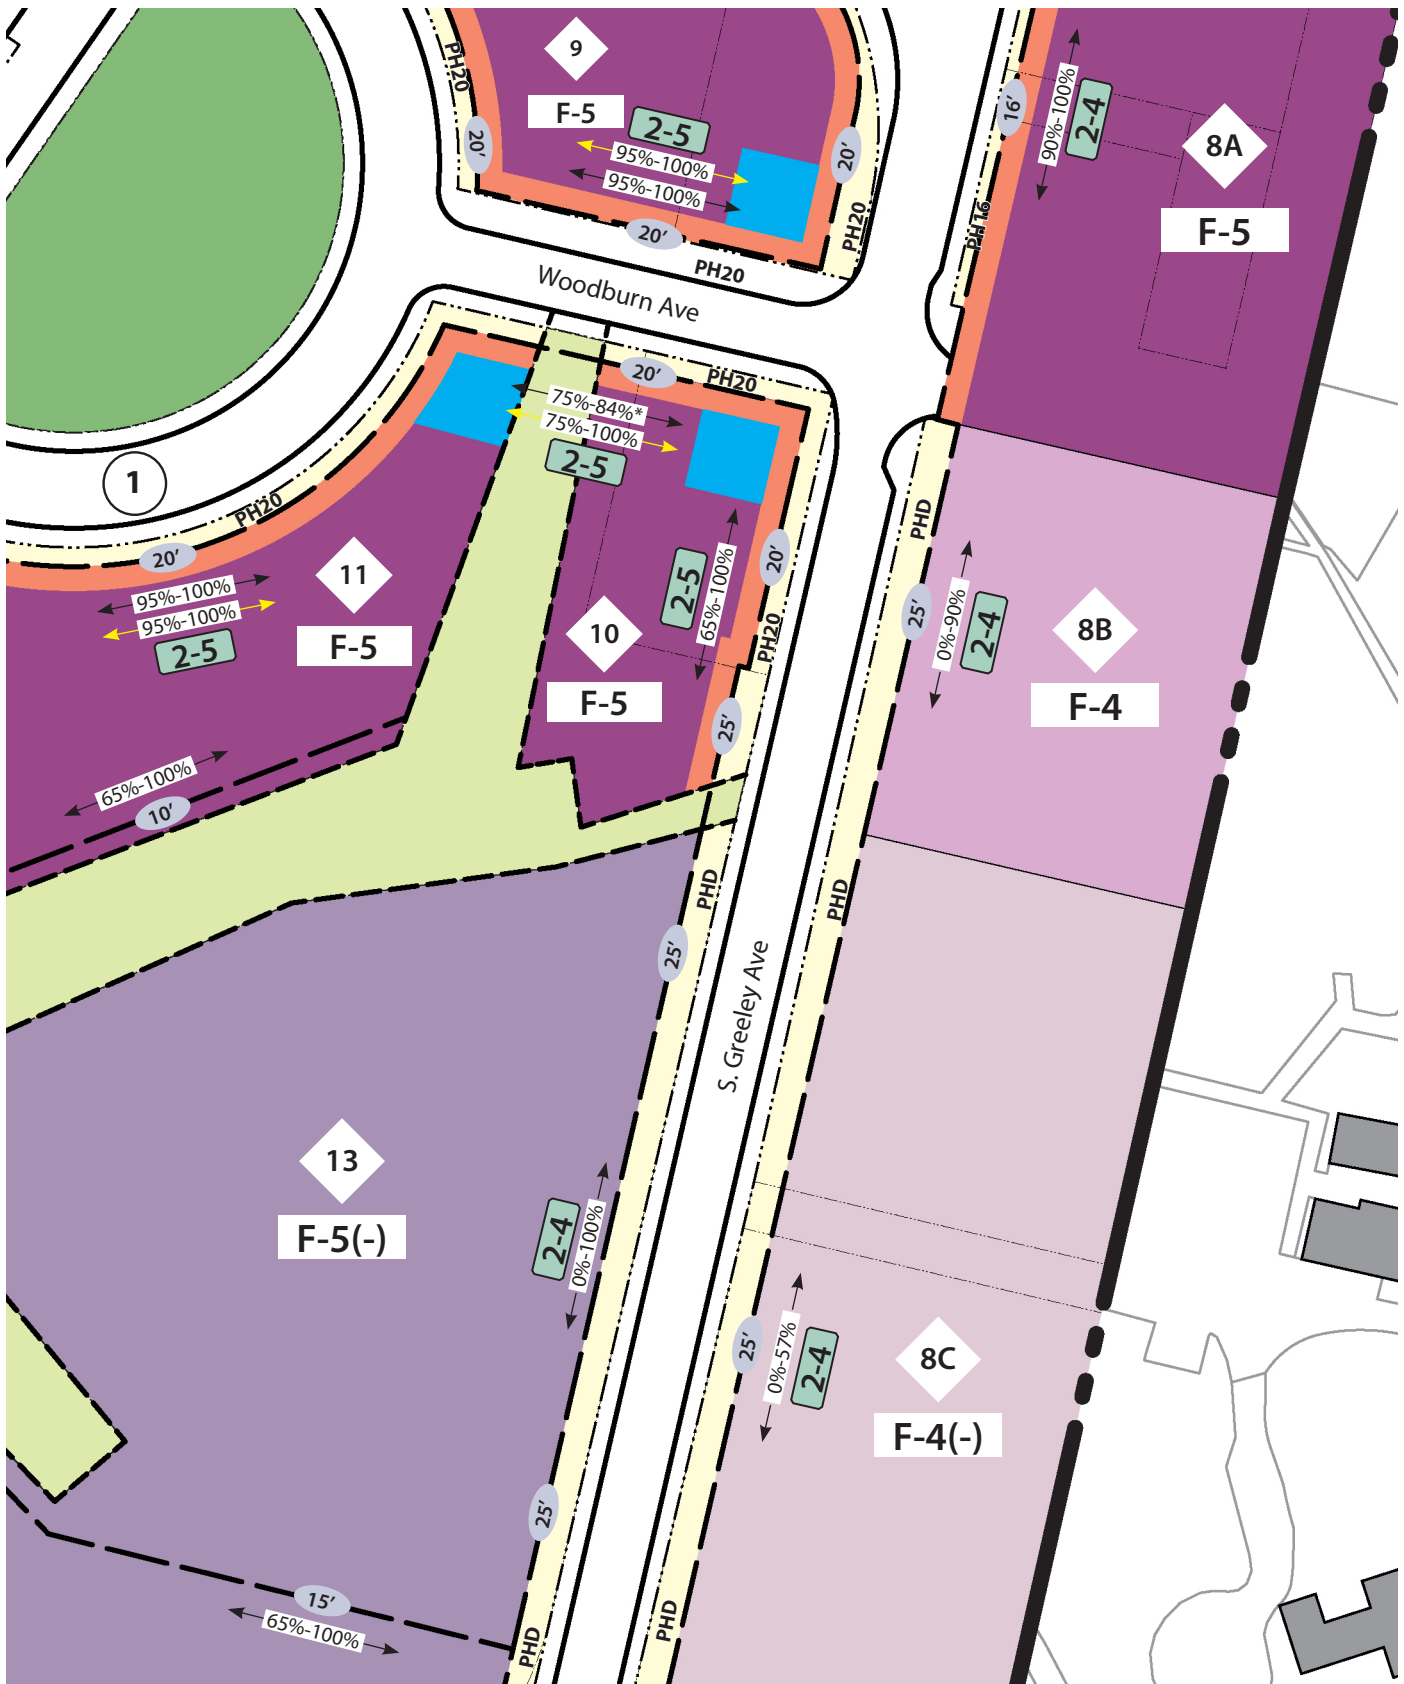 9
PH20
F-5
2-5
20'
95%-100%
95%-100%
20'
20'
PH20
PH20
Woodburn Ave
16'
90%-100%
2-4
8A
F-5
PH16
20'
PH20
75%-84%*
75%-100%
2-5
1
PH20
20'
95%-100%
95%-100%
2-5
11
F-5
2-5
65%-100%
20'
10
F-5
PH20
25'
PHD
25'
0%-90%
2-4
8B
F-4
65%-100%
10'
PHD
PHD
25'
S. Greeley Ave
13
F-5(-)
2-4
0%-100%
25'
0%-57%
2-4
8C
F-4(-)
25'
15'
65%-100%
PHD
PHD